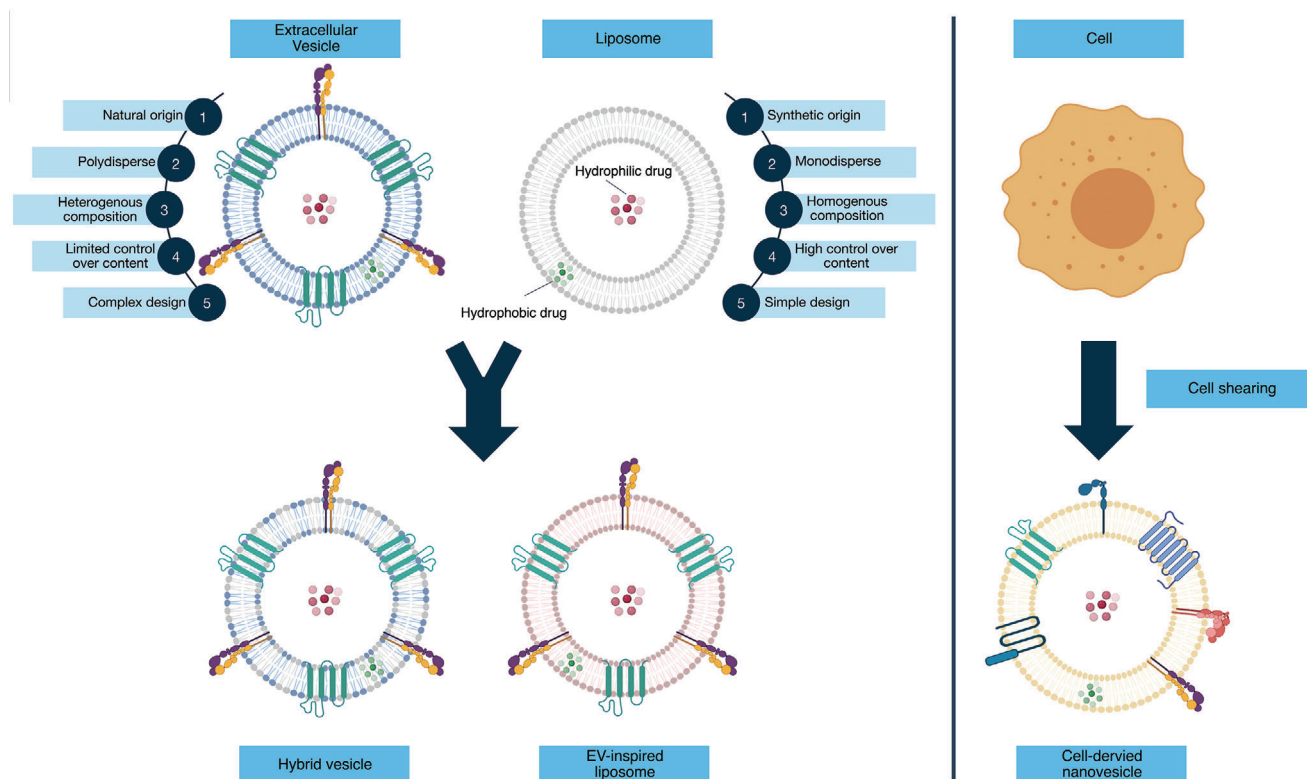 Extracellular
Vesicle
Liposome
Cell
Natural origin
1
Polydisperse
2
Heterogenous
composition
3
Limited control
over content
4
Complex design
5
Hydrophilic drug
Hydrophobic drug
1
Synthetic origin
2
Monodisperse
3
Homogenous
composition
4
High control over
content
5
Simple design
Cell shearing
Hybrid vesicle
EV-inspired
liposome
Cell-dervied
nanovesicle